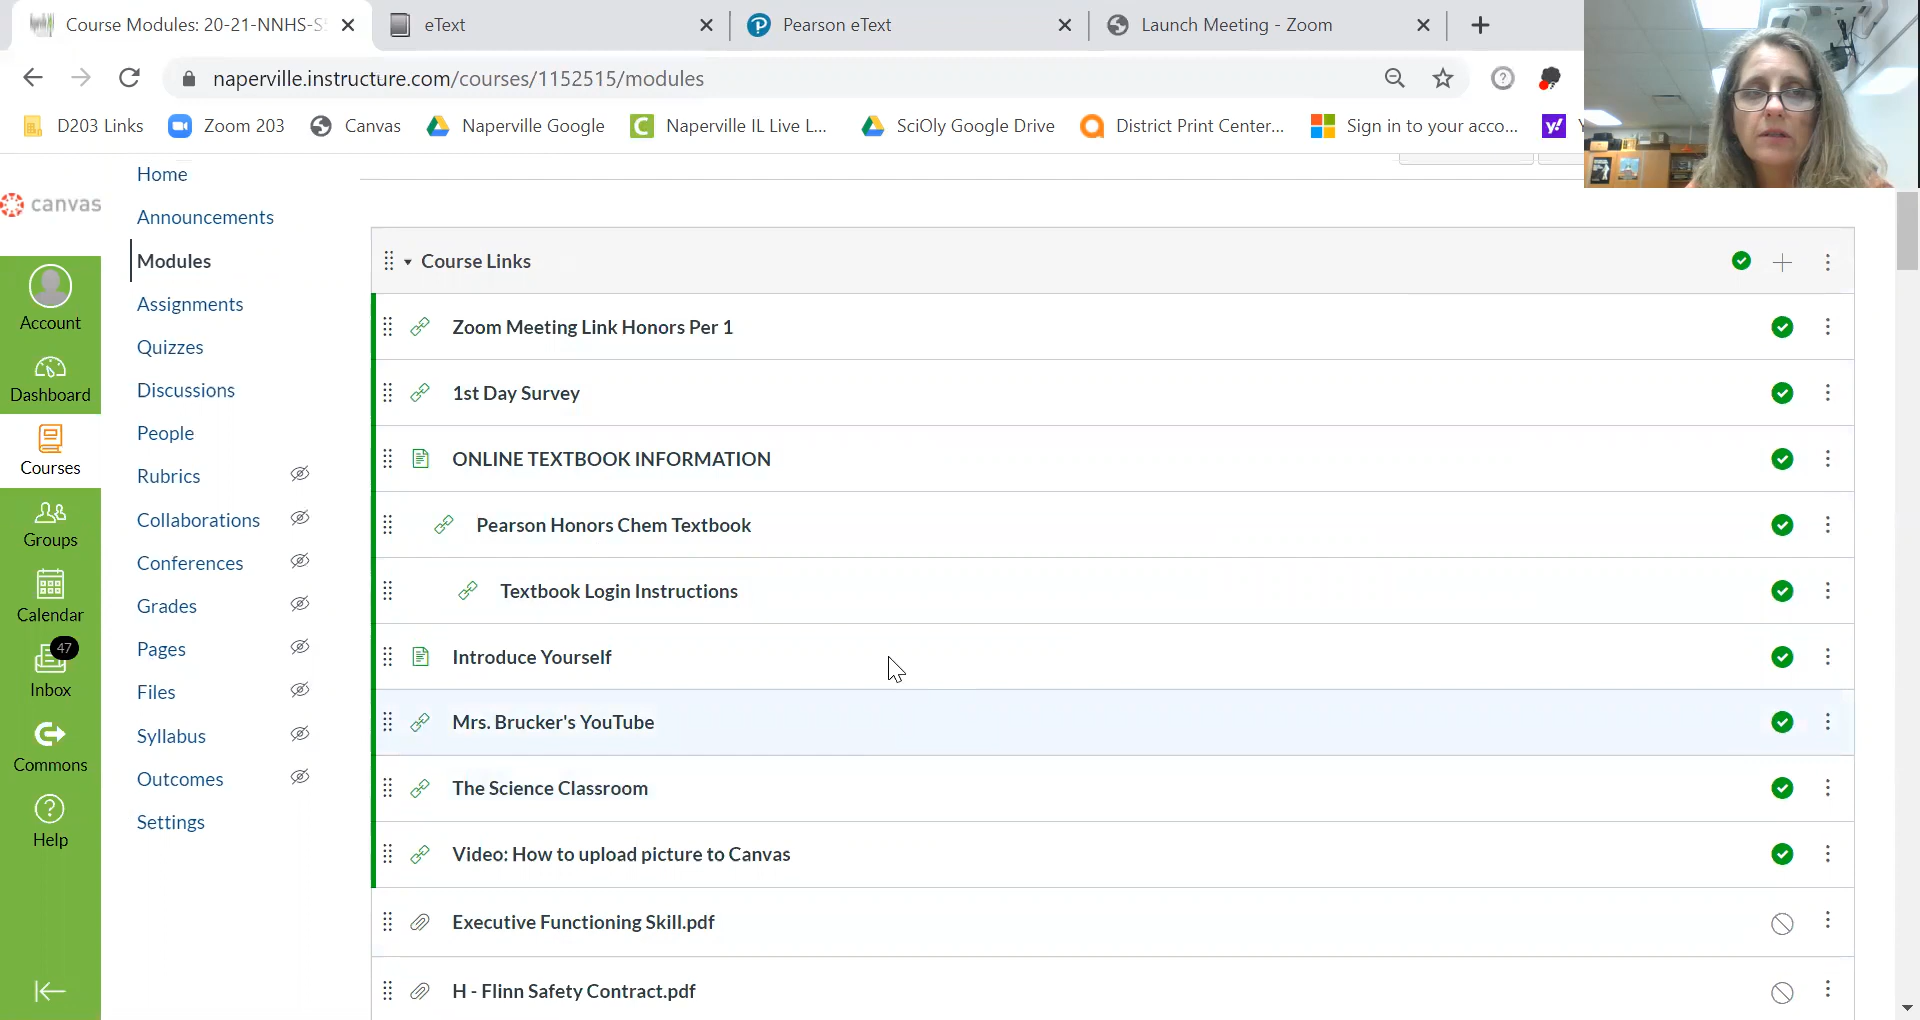 Course Modules: 20-21-NNHS-S
eText
Pearson eText
Launch Meeting - Zoom
naperville.instructure.com/courses/1152515/modules
D203 Links
Zoom 203
Canvas
Naperville Google
Naperville IL Live L...
SciOly Google Drive
District Print Center...
Sign in to your acco...
canvas
Account
Dashboard
Courses
Groups
Calendar
47
Inbox
Commons
Help
Home
Announcements
Modules
Assignments
Quizzes
Discussions
People
Rubrics
Collaborations
Conferences
Grades
Pages
Files
Syllabus
Outcomes
Settings
Course Links
Zoom Meeting Link Honors Per 1
1st Day Survey
ONLINE TEXTBOOK INFORMATION
Pearson Honors Chem Textbook
Textbook Login Instructions
Introduce Yourself
Mrs. Brucker's YouTube
The Science Classroom
Video: How to upload picture to Canvas
Executive Functioning Skill.pdf
H - Flinn Safety Contract.pdf